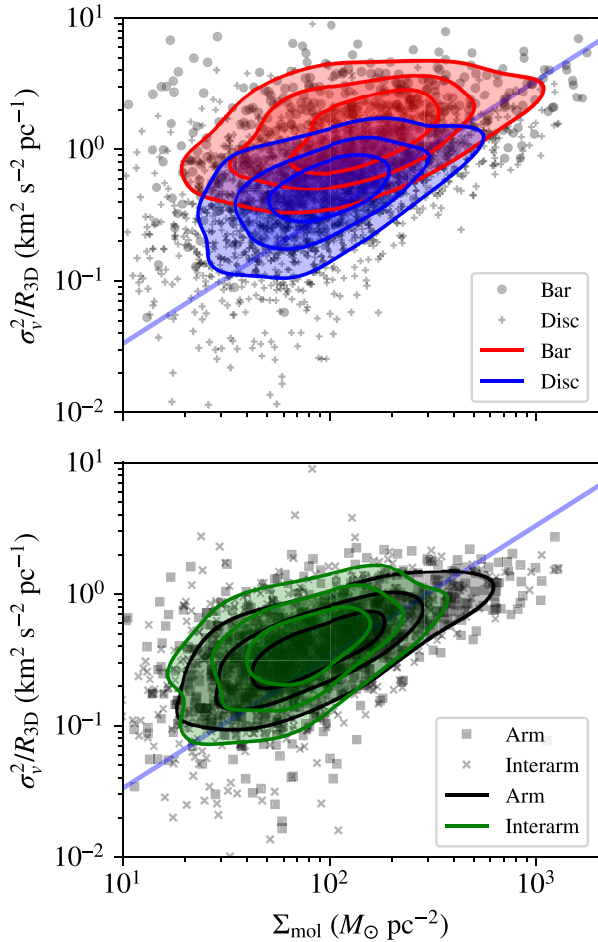 10^1
10^0
10^-1
10^-2
σ_v^2/R_3D (km^2 s^-2 pc^-1)
Bar
Disc
Bar
Disc
10^1
10^0
10^-1
10^-2
σ_v^2/R_3D (km^2 s^-2 pc^-1)
Arm
Interarm
Arm
Interarm
10^1
10^2
10^3
Σ_mol (M_⊙ pc^-2)